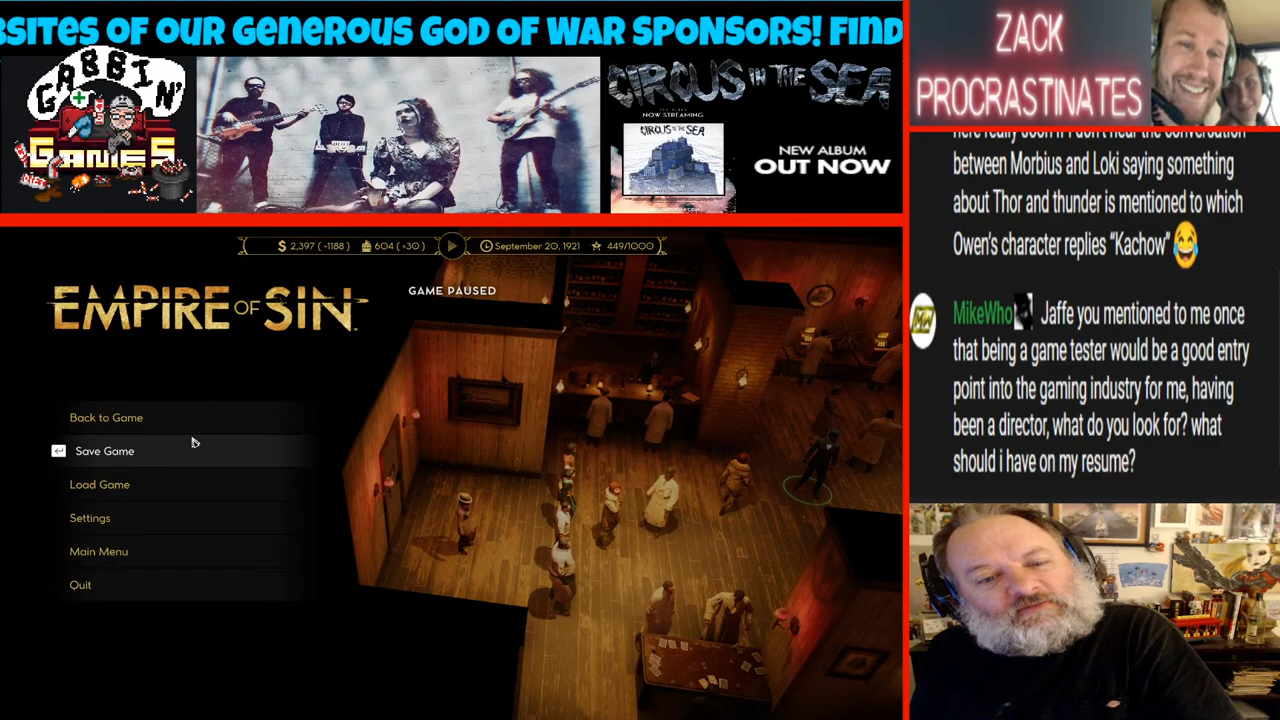 BSITES OF OUR GENEROUS GOD OF WAR SPONSORS! FIND
GABBIN'
GAMES
CIRCUS IN THE SEA
NOW STREAMING
CIRCUS IN THE SEA
NEW ALBUM
OUT NOW
ZACK
PROCRASTINATES
between Morbius and Loki saying something
about Thor and thunder is mentioned to which
Owen's character replies "Kachow" 😂
MikeWho Jaffe you mentioned to me once
that being a game tester would be a good entry
point into the gaming industry for me, having
been a director, what do you look for? what
should i have on my resume?
$ 2,397 ( -1188 ) 604 ( +30 ) September 20, 1921 449/1000
GAME PAUSED
EMPIRE OF SIN
Back to Game
Save Game
Load Game
Settings
Main Menu
Quit